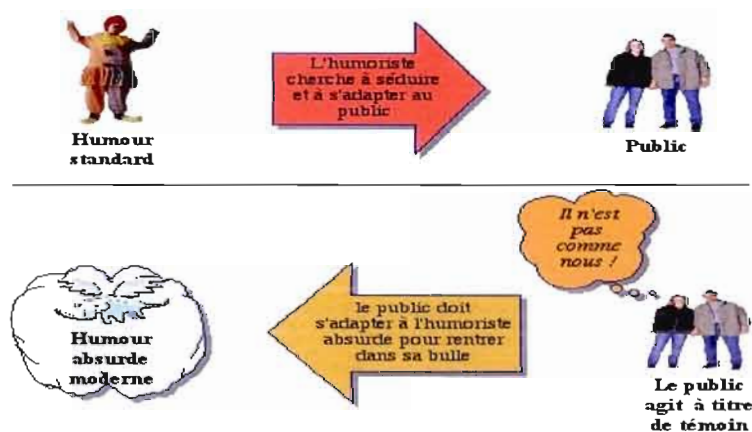 L'humoriste
cherche à séduire
et à s'adapter au
public
Humour
standard
Public
Il n'est
pas
comme
nous !
le public doit
s'adapter à l'humoriste
absurde pour rentrer
dans sa bulle
Humour
absurde
moderne
Le public
agit à titre
de témoin